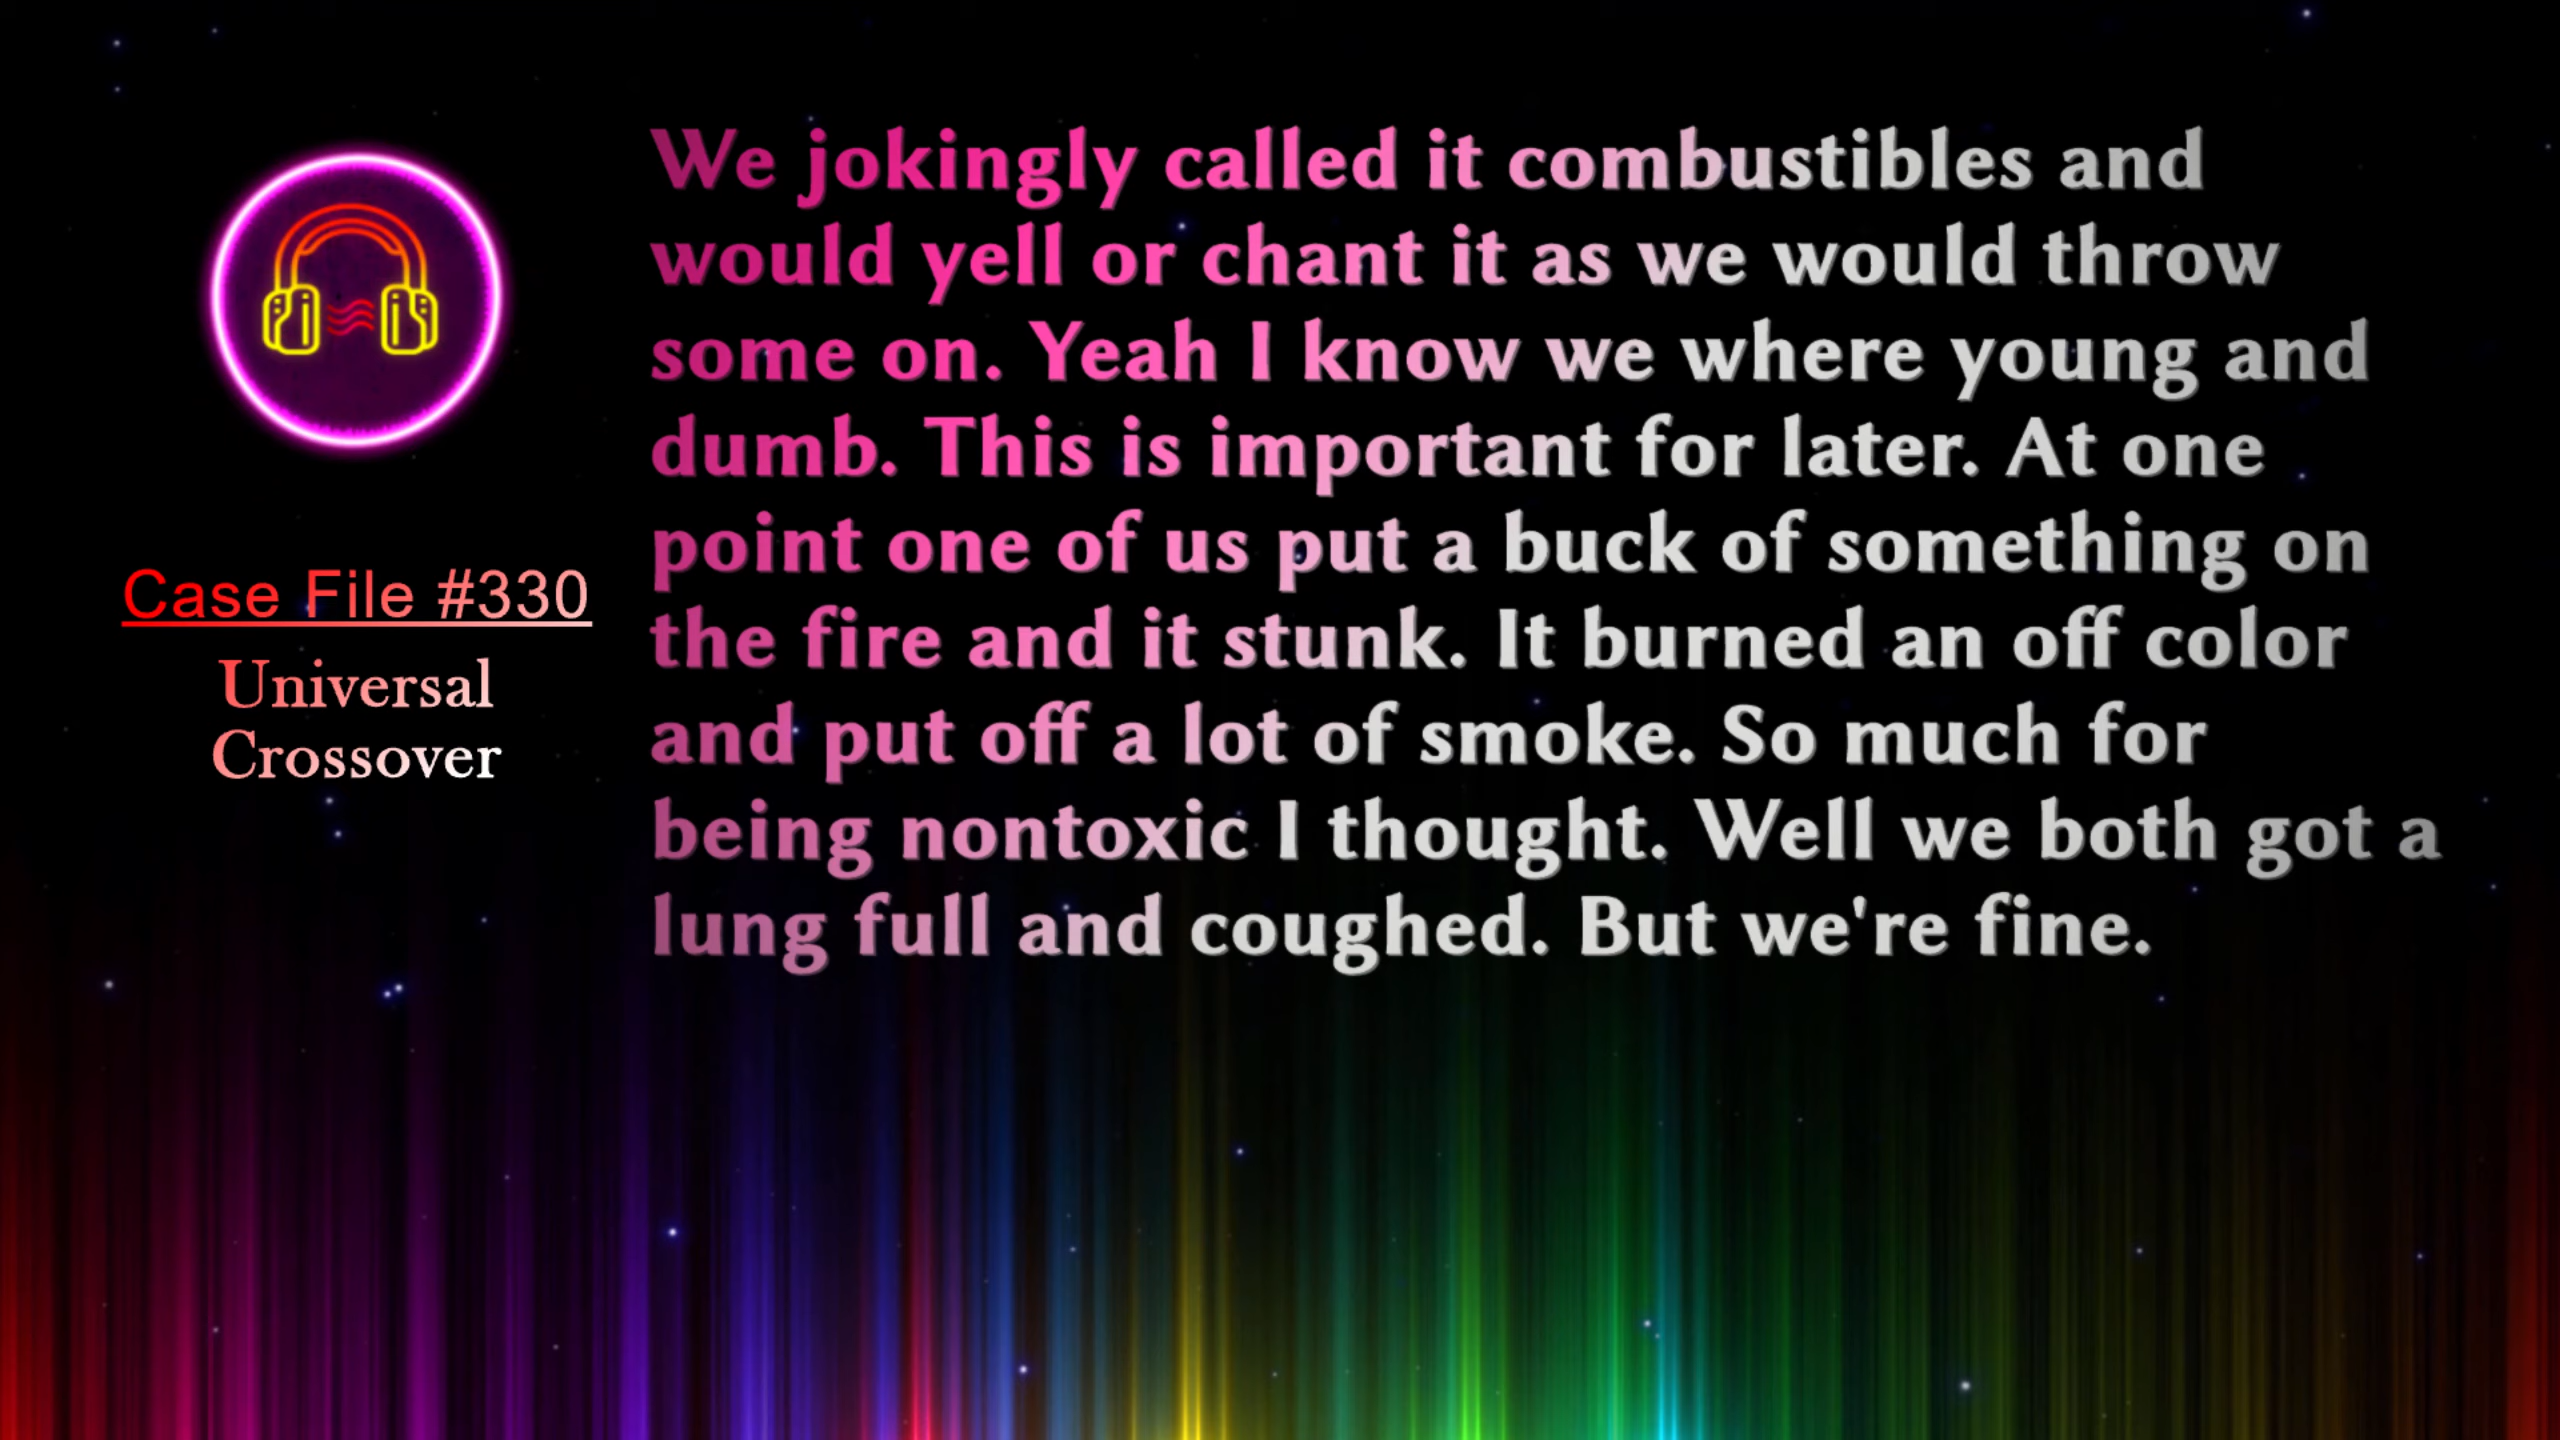 Case File #330
Universal
Crossover
We jokingly called it combustibles and
would yell or chant it as we would throw
some on. Yeah I know we where young and
dumb. This is important for later. At one
point one of us put a buck of something on
the fire and it stunk. It burned an off color
and put off a lot of smoke. So much for
being nontoxic I thought. Well we both got a
lung full and coughed. But we're fine.